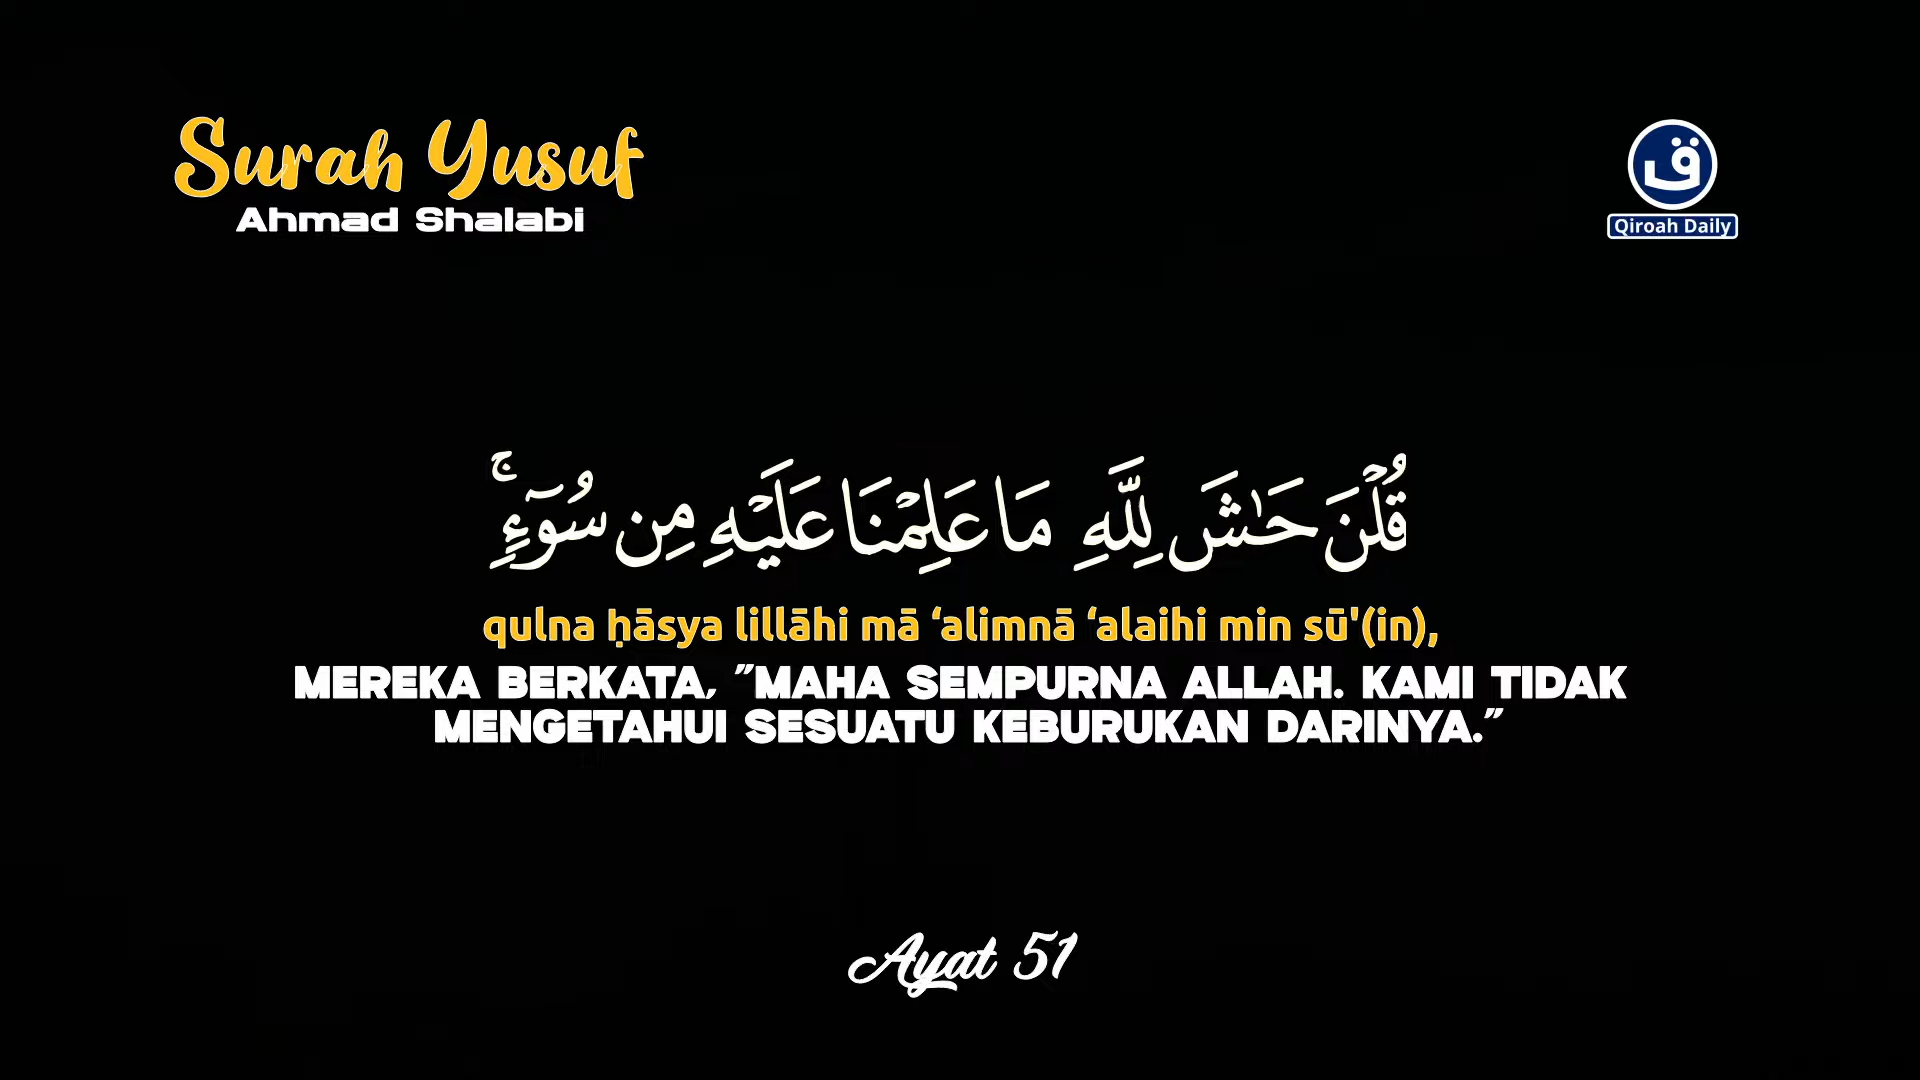 Surah Yusuf
Ahmad Shalabi
ق
Qiroah Daily
قُلْنَ حَٰشَ لِلَّهِ مَا عَلِمْنَا عَلَيْهِ مِن سُوٓءٍۢ ۚ
qulna ḥāsya lillāhi mā ‘alimnā ‘alaihi min sū'(in),
MEREKA BERKATA, "MAHA SEMPURNA ALLAH. KAMI TIDAK
MENGETAHUI SESUATU KEBURUKAN DARINYA."
Ayat 51